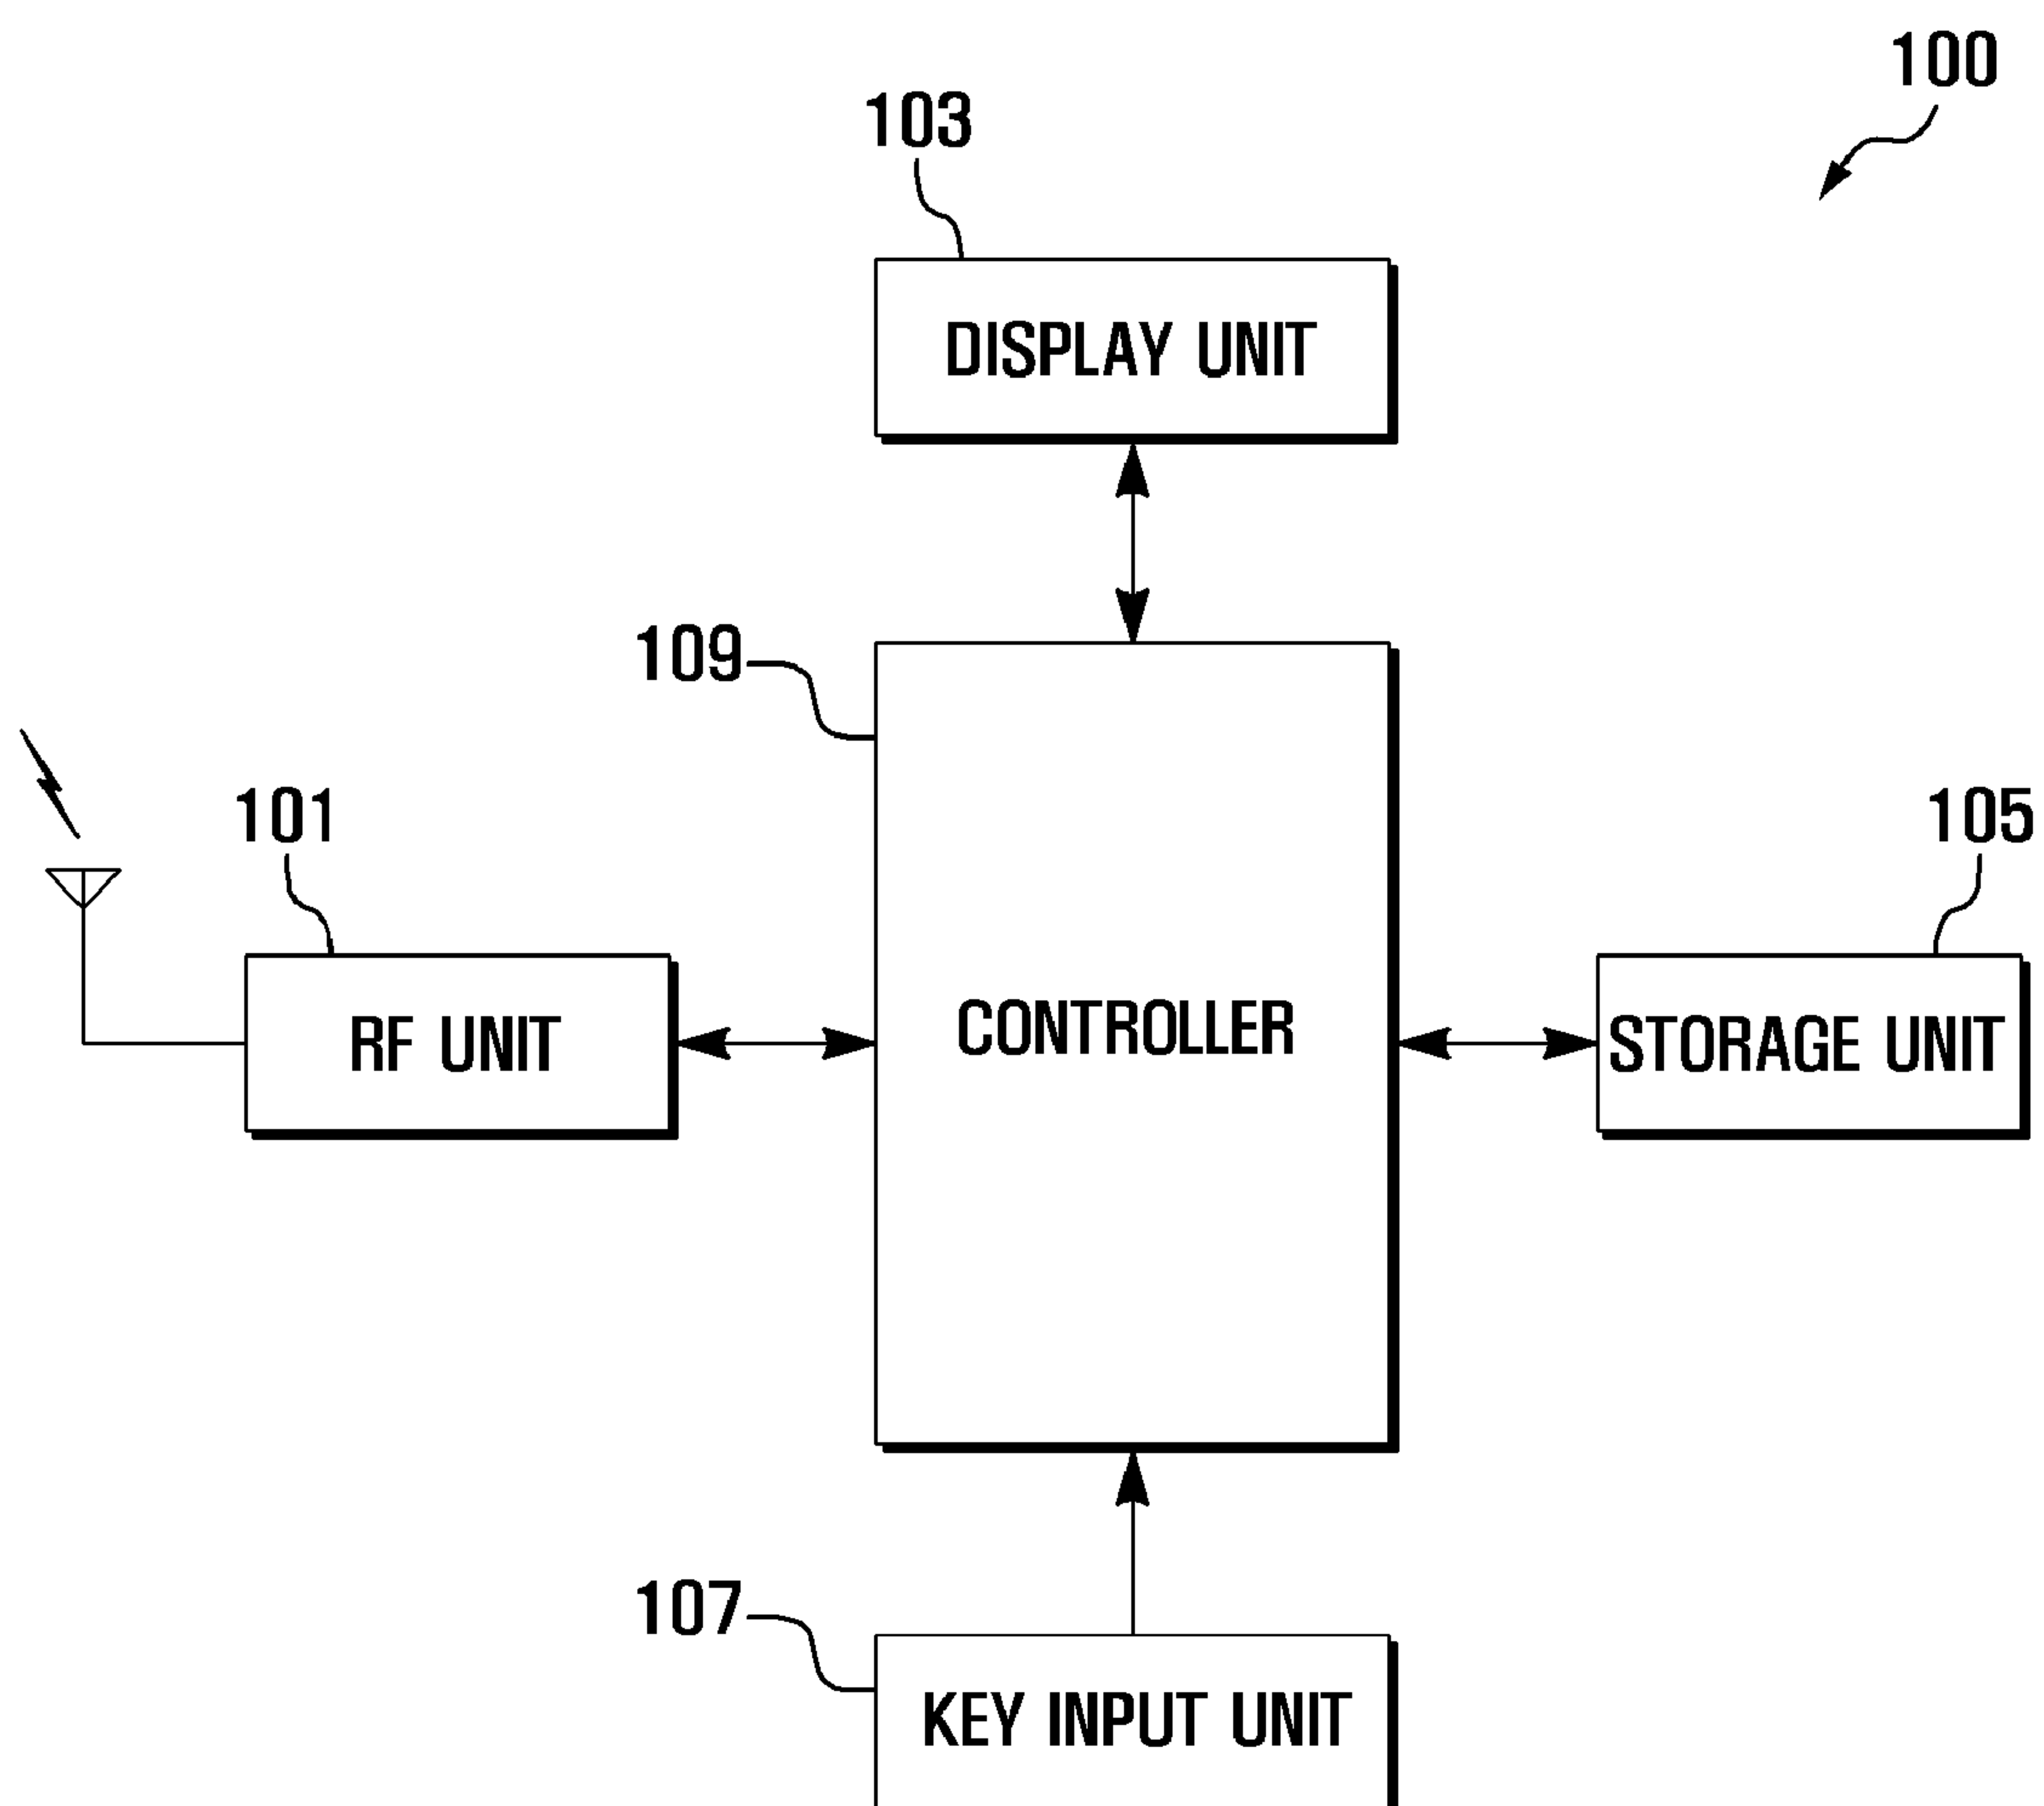 100
103
DISPLAY UNIT
109
101
105
CONTROLLER
RF UNIT
STORAGE UNIT
107
KEY INPUT UNIT